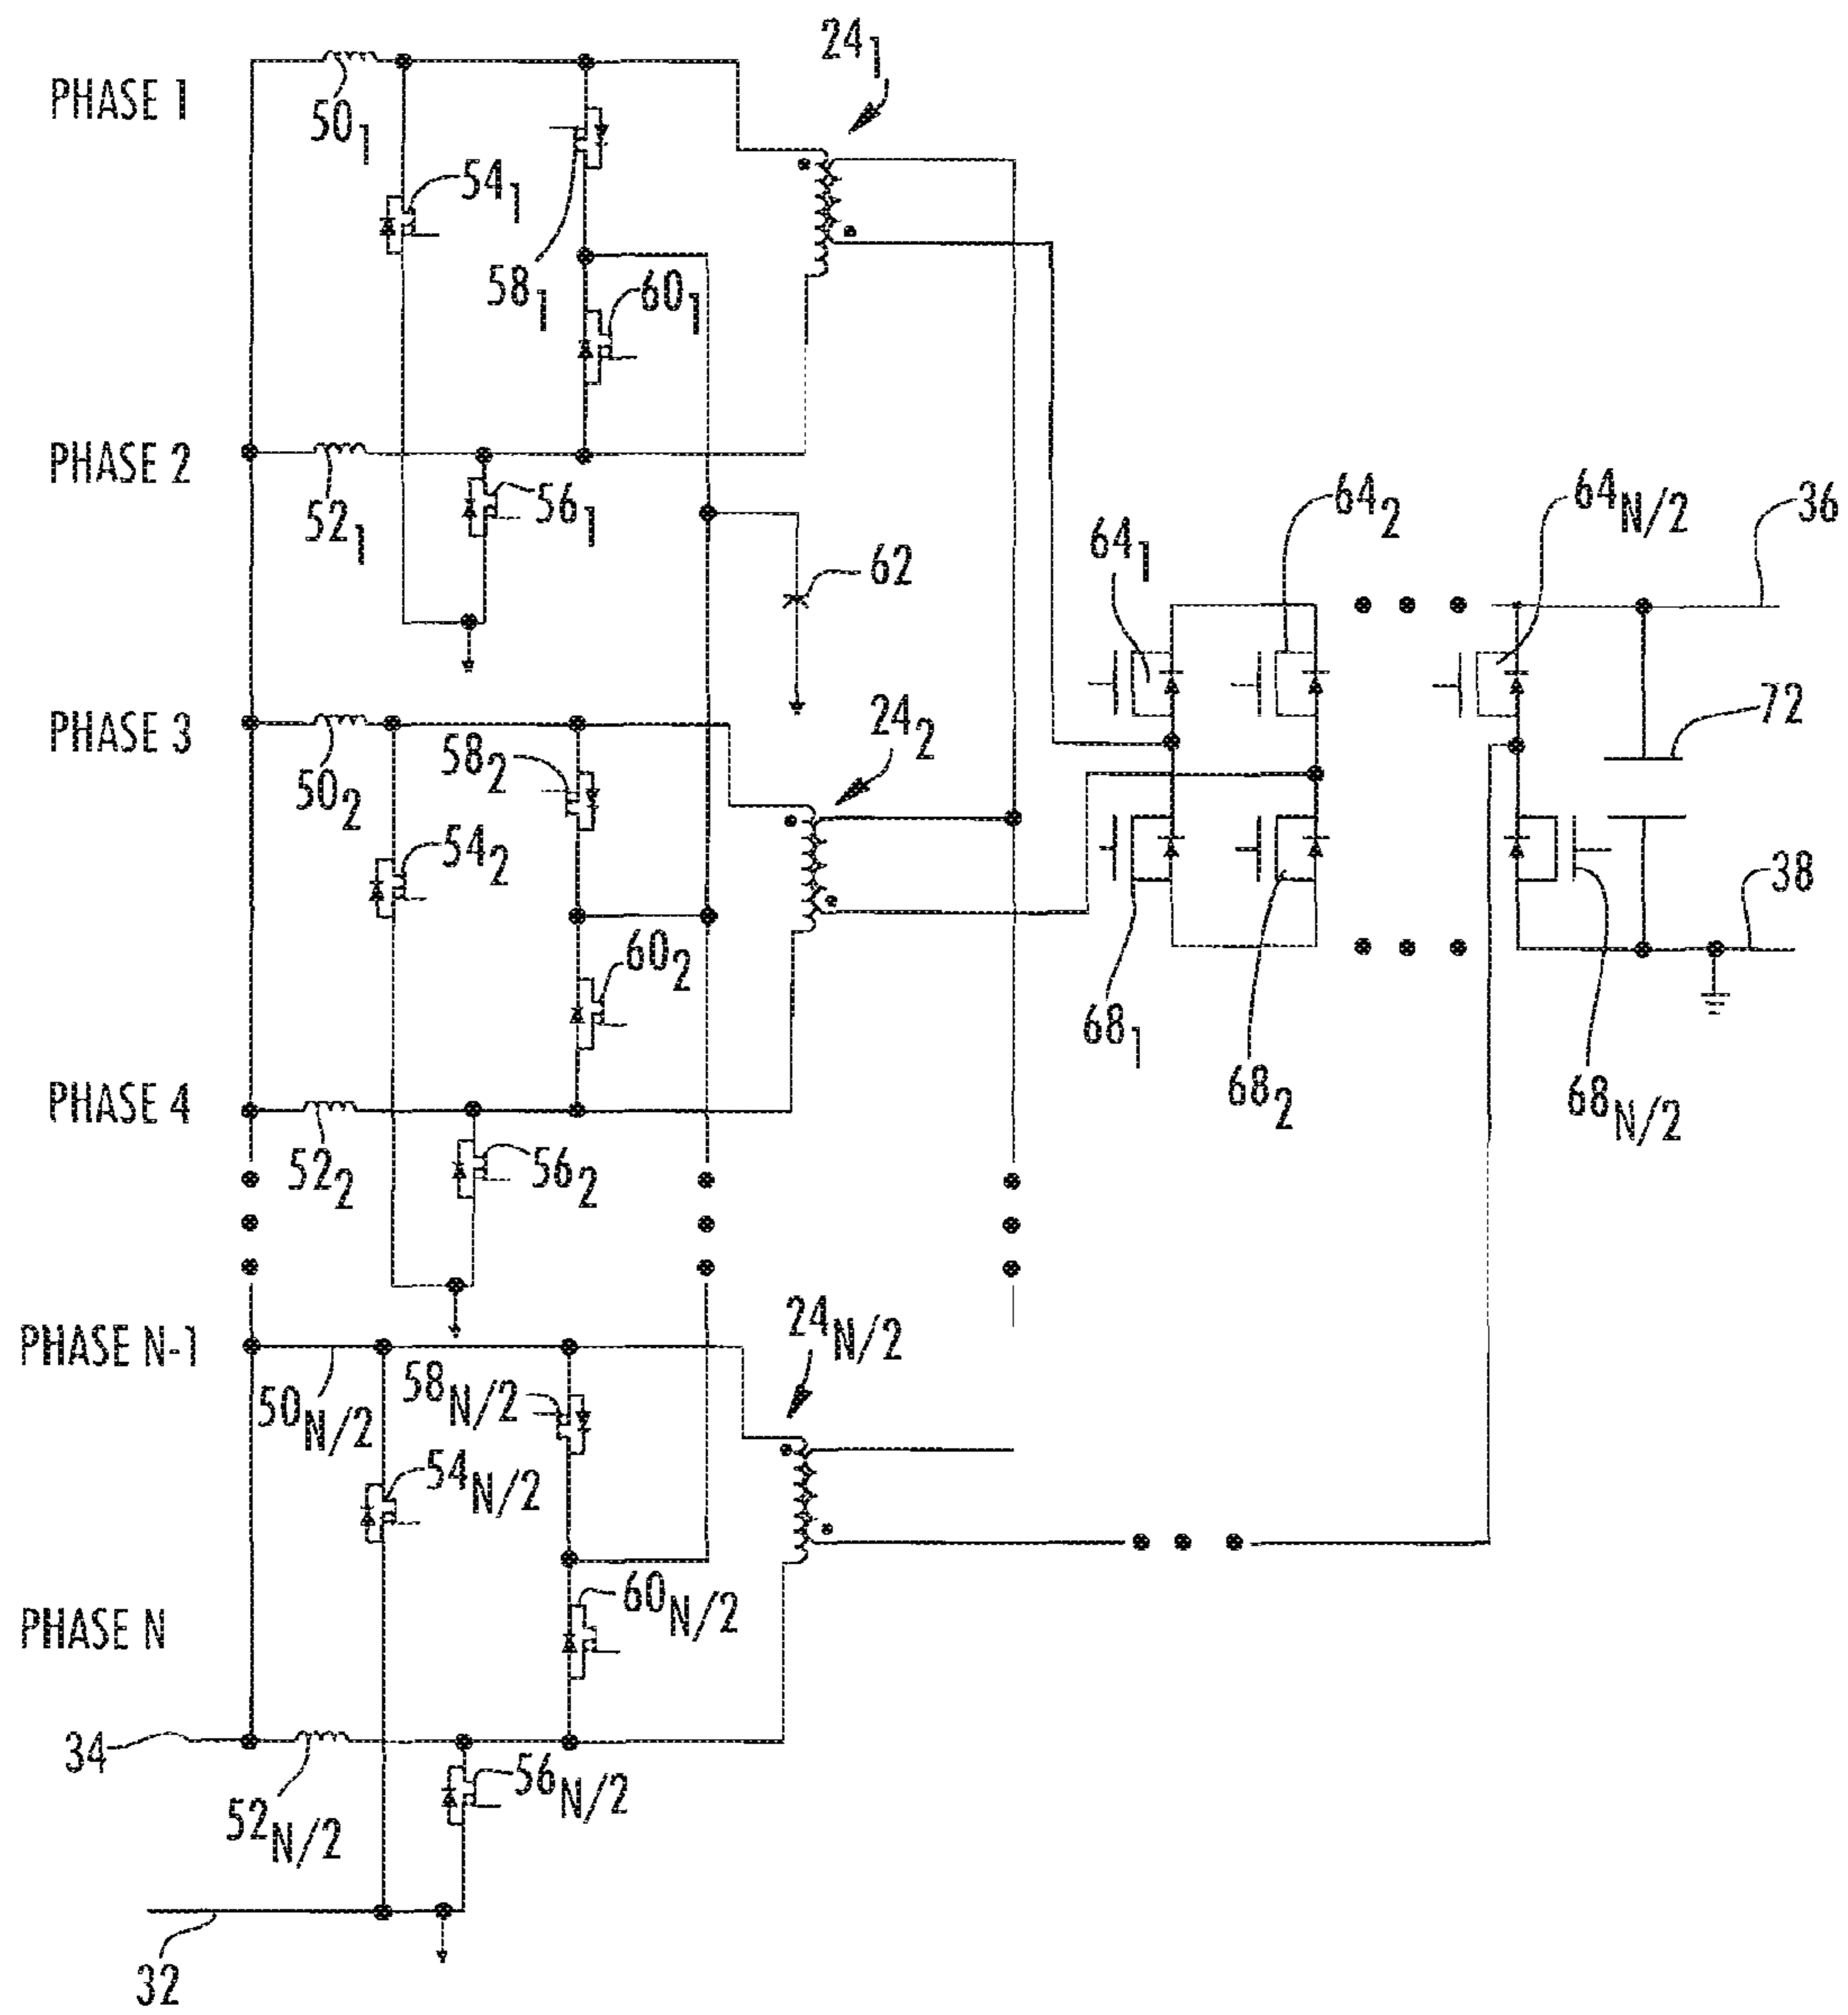 24₁
PHASE 1
50₁
54₁
58₁
60₁
PHASE 2
52₁
56₁
62
64₁
64₂
64N/2
36
PHASE 3
50₂
58₂
24₂
72
54₂
38
60₂
68₁
68₂
68N/2
PHASE 4
52₂
56₂
PHASE N-1
24N/2
50N/2
58N/2
54N/2
60N/2
PHASE N
34
52N/2
56N/2
32